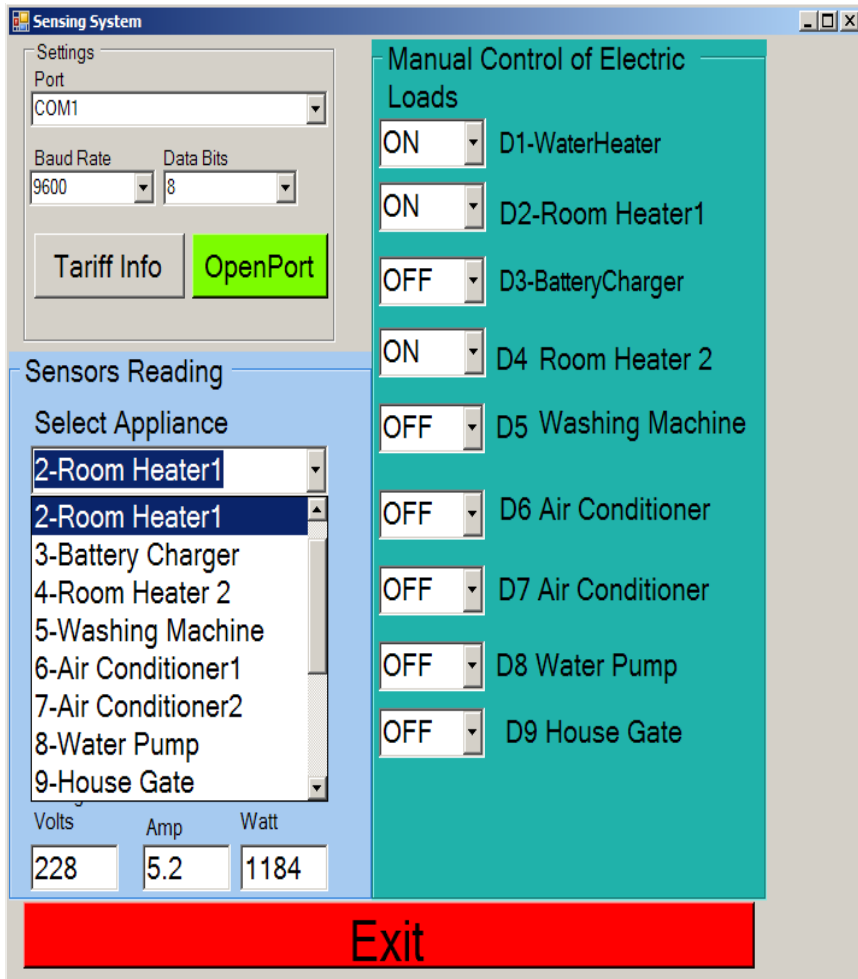 Sensing System
Settings
Port
COM1
Baud Rate Data Bits
9600 8
Tariff Info OpenPort
Sensors Reading
Select Appliance
2-Room Heater1
2-Room Heater1
3-Battery Charger
4-Room Heater 2
5-Washing Machine
6-Air Conditioner1
7-Air Conditioner2
8-Water Pump
9-House Gate
Volts Amp Watt
228 5.2 1184
Manual Control of Electric
Loads
ON D1-WaterHeater
ON D2-Room Heater1
OFF D3-BatteryCharger
ON D4 Room Heater 2
OFF D5 Washing Machine
OFF D6 Air Conditioner
OFF D7 Air Conditioner
OFF D8 Water Pump
OFF D9 House Gate
Exit